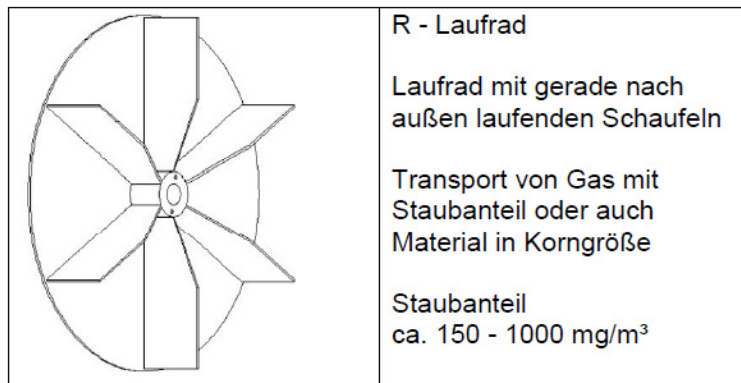 R - Laufrad
Laufrad mit gerade nach
außen laufenden Schaufeln
Transport von Gas mit
Staubanteil oder auch
Material in Korngröße
Staubanteil
ca. 150 - 1000 mg/m³